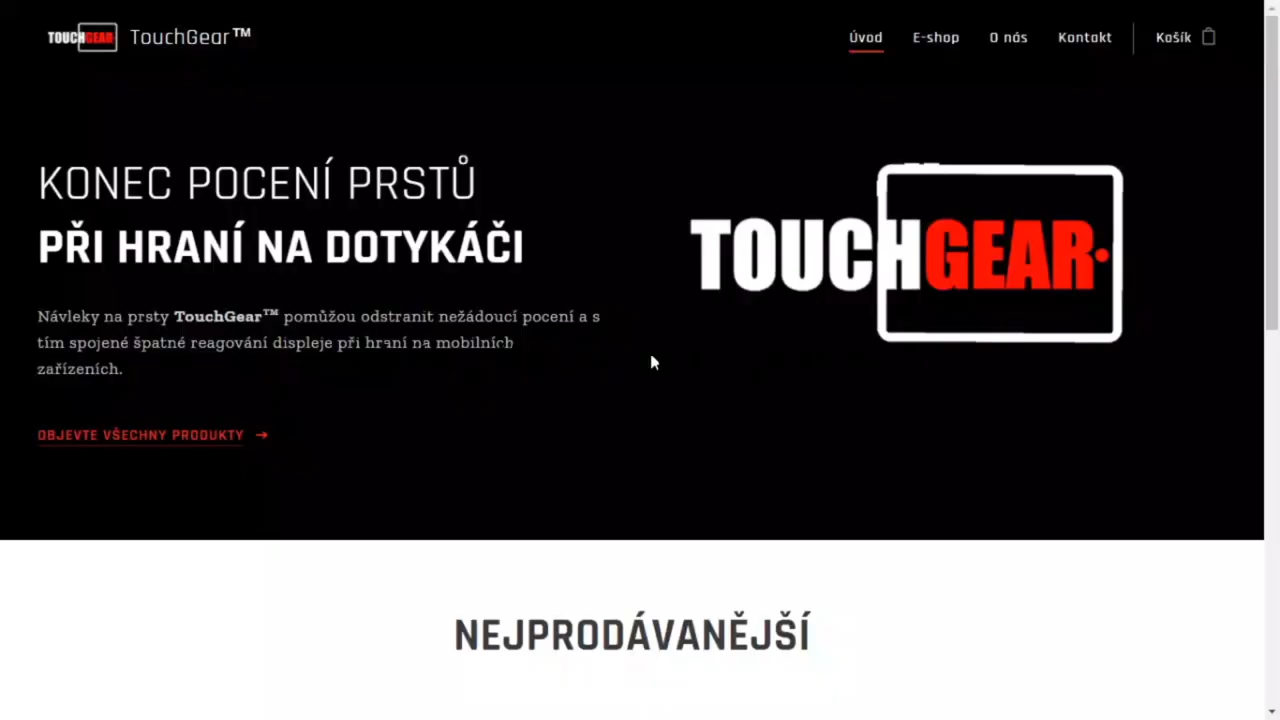 TOUCHGEAR TouchGear™
Úvod E-shop O nás Kontakt Košík
KONEC POCENÍ PRSTŮ
PŘI HRANÍ NA DOTYKÁČI
TOUCHGEAR
Návleky na prsty TouchGear™ pomůžou odstranit nežádoucí pocení a s
tím spojené špatné reagování displeje při hraní na mobilních
zařízeních.
OBJEVTE VŠECHNY PRODUKTY →
NEJPRODÁVANĚJŠÍ